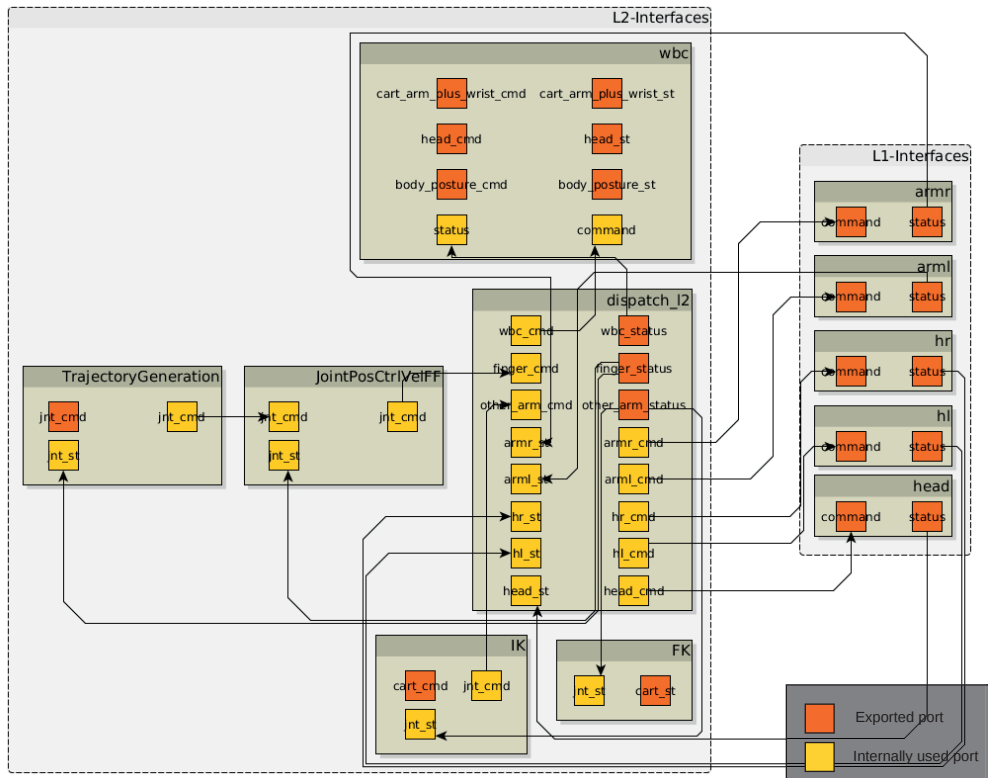 L2-Interfaces
wbc
cart_arm_plus_wrist_cmd cart_arm_plus_wrist_st
head_cmd head_st
body_posture_cmd body_posture_st
status command
L1-Interfaces
armr
command status
arml
command status
hr
command status
hl
command status
head
command status
dispatch_l2
wbc_cmd wbc_status
finger_cmd finger_status
other_arm_cmd other_arm_status
armr_st armr_cmd
arml_st arml_cmd
hr_st hr_cmd
hl_st hl_cmd
head_st head_cmd
TrajectoryGeneration
jnt_cmd jnt_cmd
jnt_st
JointPosCtrlVelFF
jnt_cmd jnt_cmd
jnt_st
IK
cart_cmd jnt_cmd
jnt_st
FK
jnt_st cart_st
Exported port
Internally used port